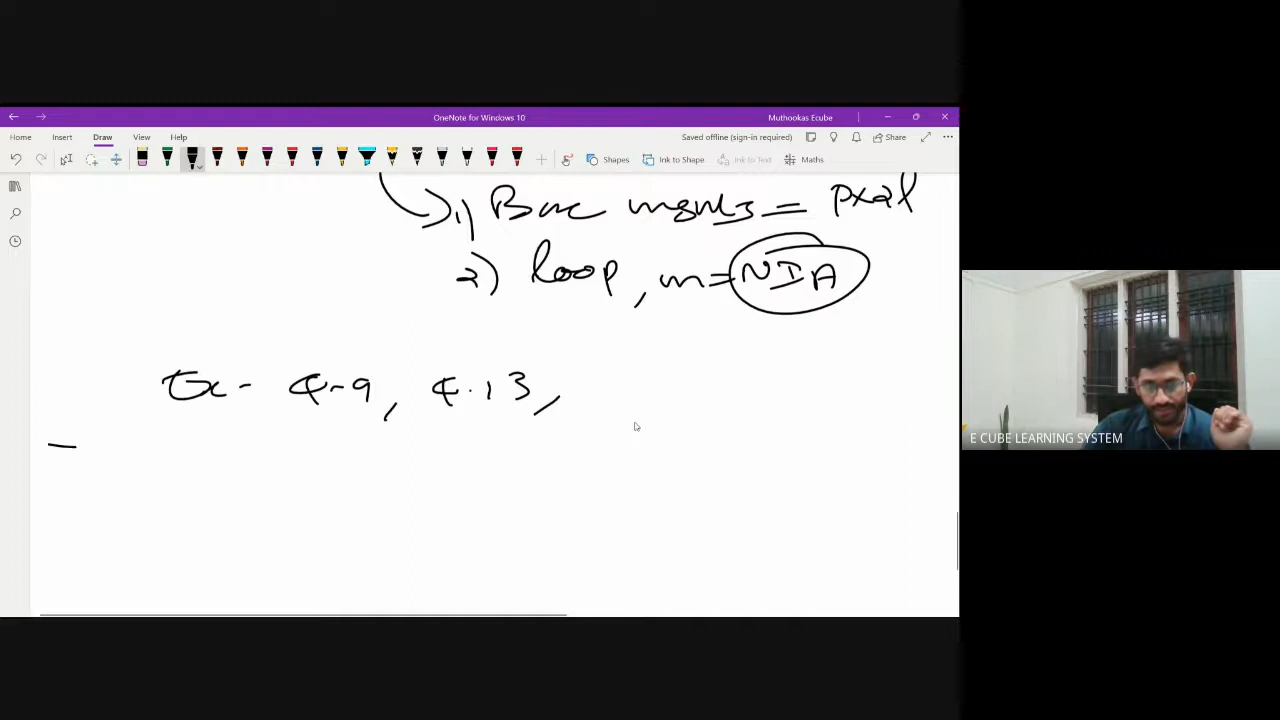 OneNote for Windows 10
Muthookas Ecube
Home Insert Draw View Help
Saved offline (sign-in required) Share
Shapes Ink to Shape Ink to Text Maths
1) Bar magnets = P×2l
2) loop, m=NIA
Ex- 4-9, 4.13,
E CUBE LEARNING SYSTEM